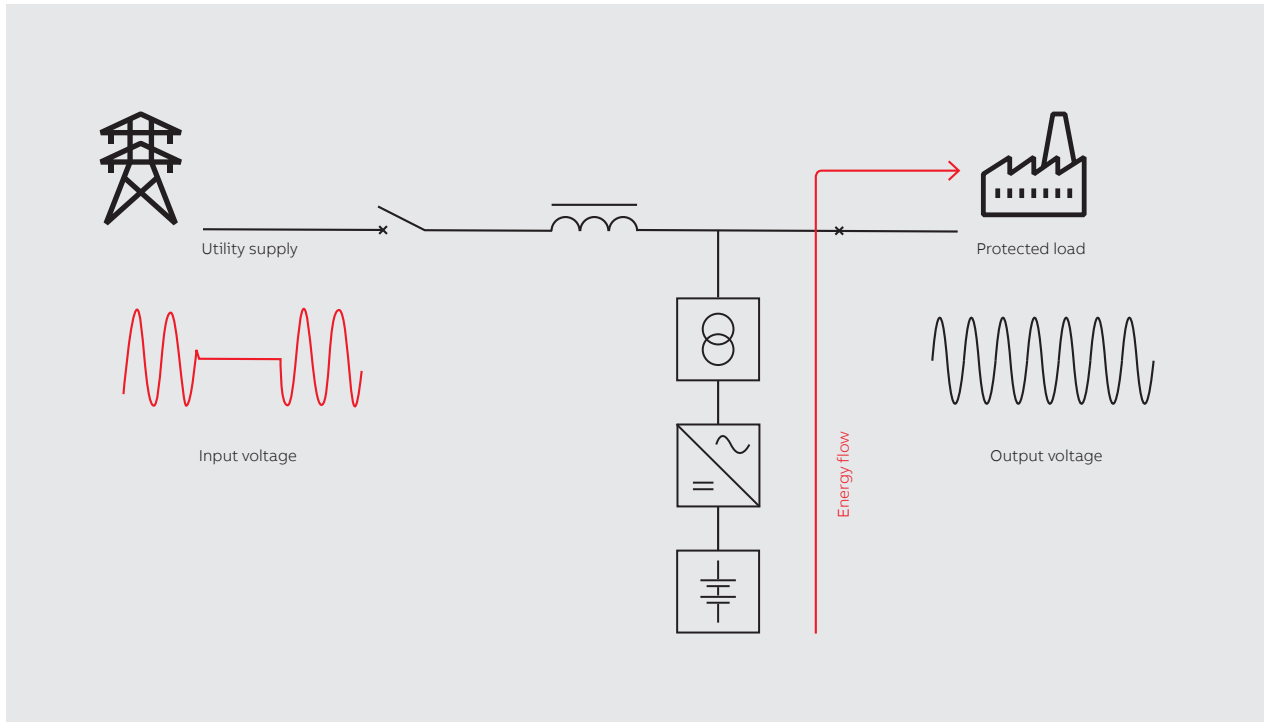 Utility supply
Protected load
Energy flow
Input voltage
Output voltage